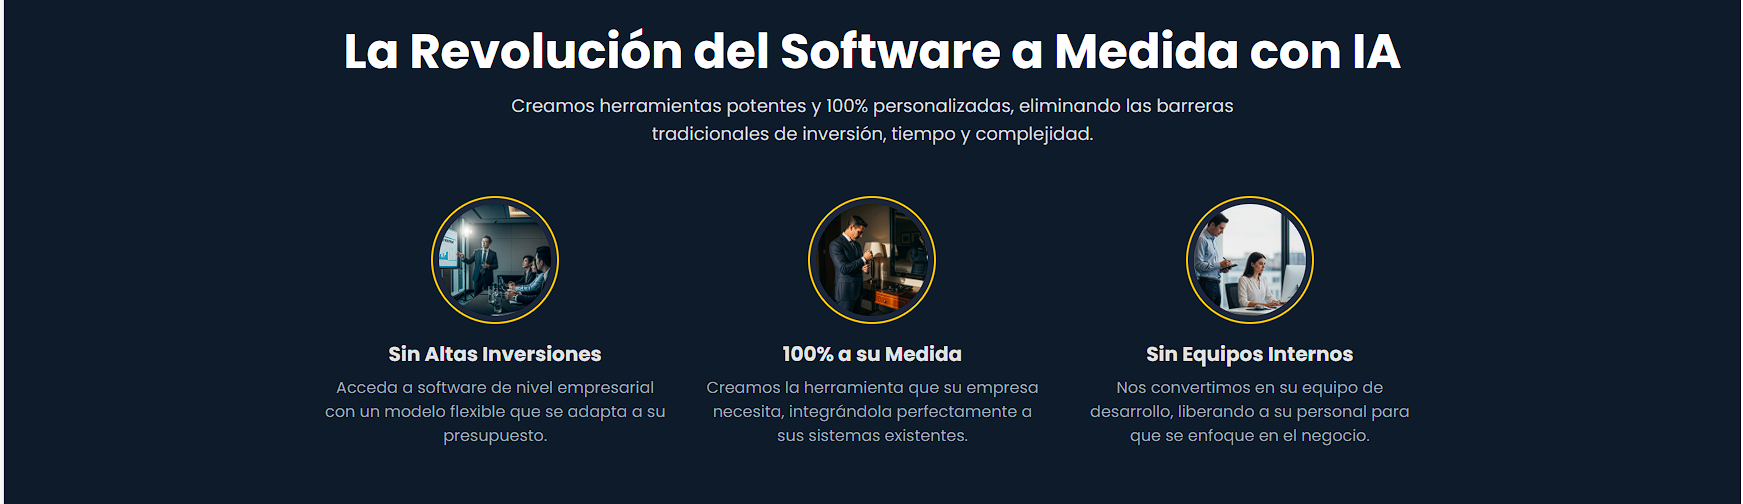 La Revolución del Software a Medida con IA
Creamos herramientas potentes y 100% personalizadas, eliminando las barreras
tradicionales de inversión, tiempo y complejidad.
Sin Altas Inversiones
Acceda a software de nivel empresarial
con un modelo flexible que se adapta a su
presupuesto.
100% a su Medida
Creamos la herramienta que su empresa
necesita, integrándola perfectamente a
sus sistemas existentes.
Sin Equipos Internos
Nos convertimos en su equipo de
desarrollo, liberando a su personal para
que se enfoque en el negocio.